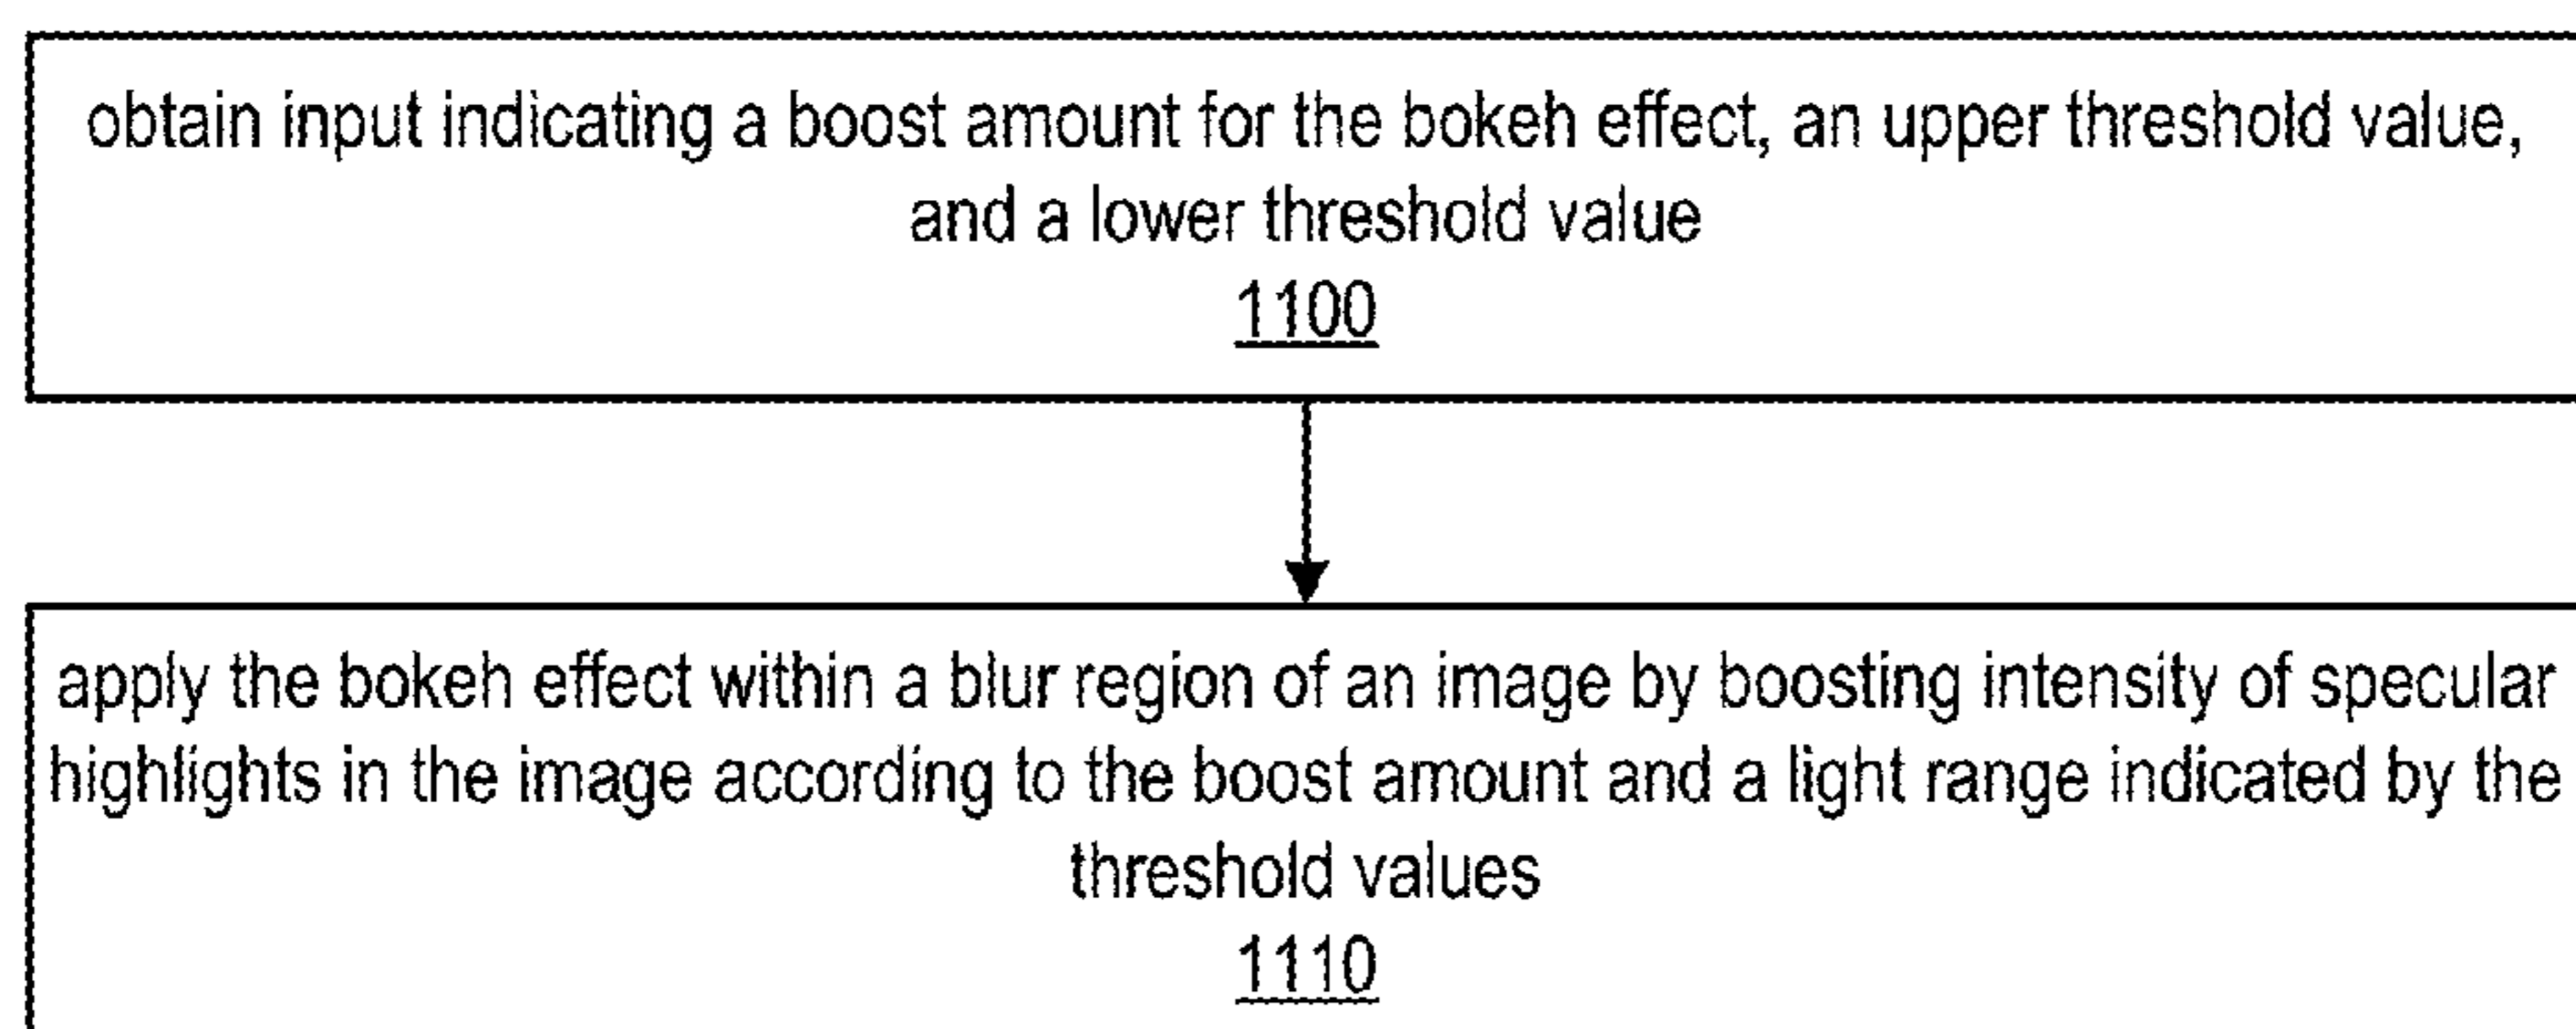 obtain input indicating a boost amount for the bokeh effect, an upper threshold value,
and a lower threshold value
1100
apply the bokeh effect within a blur region of an image by boosting intensity of specular
highlights in the image according to the boost amount and a light range indicated by the
threshold values
1110